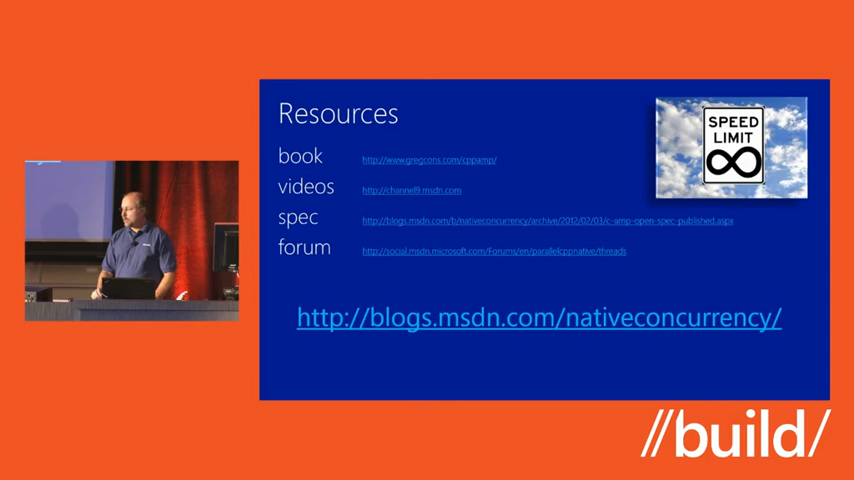 Resources
book http://www.gregcons.com/cppamp/
videos http://channel9.msdn.com
spec http://blogs.msdn.com/b/nativeconcurrency/archive/2012/02/03/c-amp-open-spec-published.aspx
forum http://social.msdn.microsoft.com/Forums/en/parallelcppnative/threads
SPEED
LIMIT
∞
http://blogs.msdn.com/nativeconcurrency/
//build/